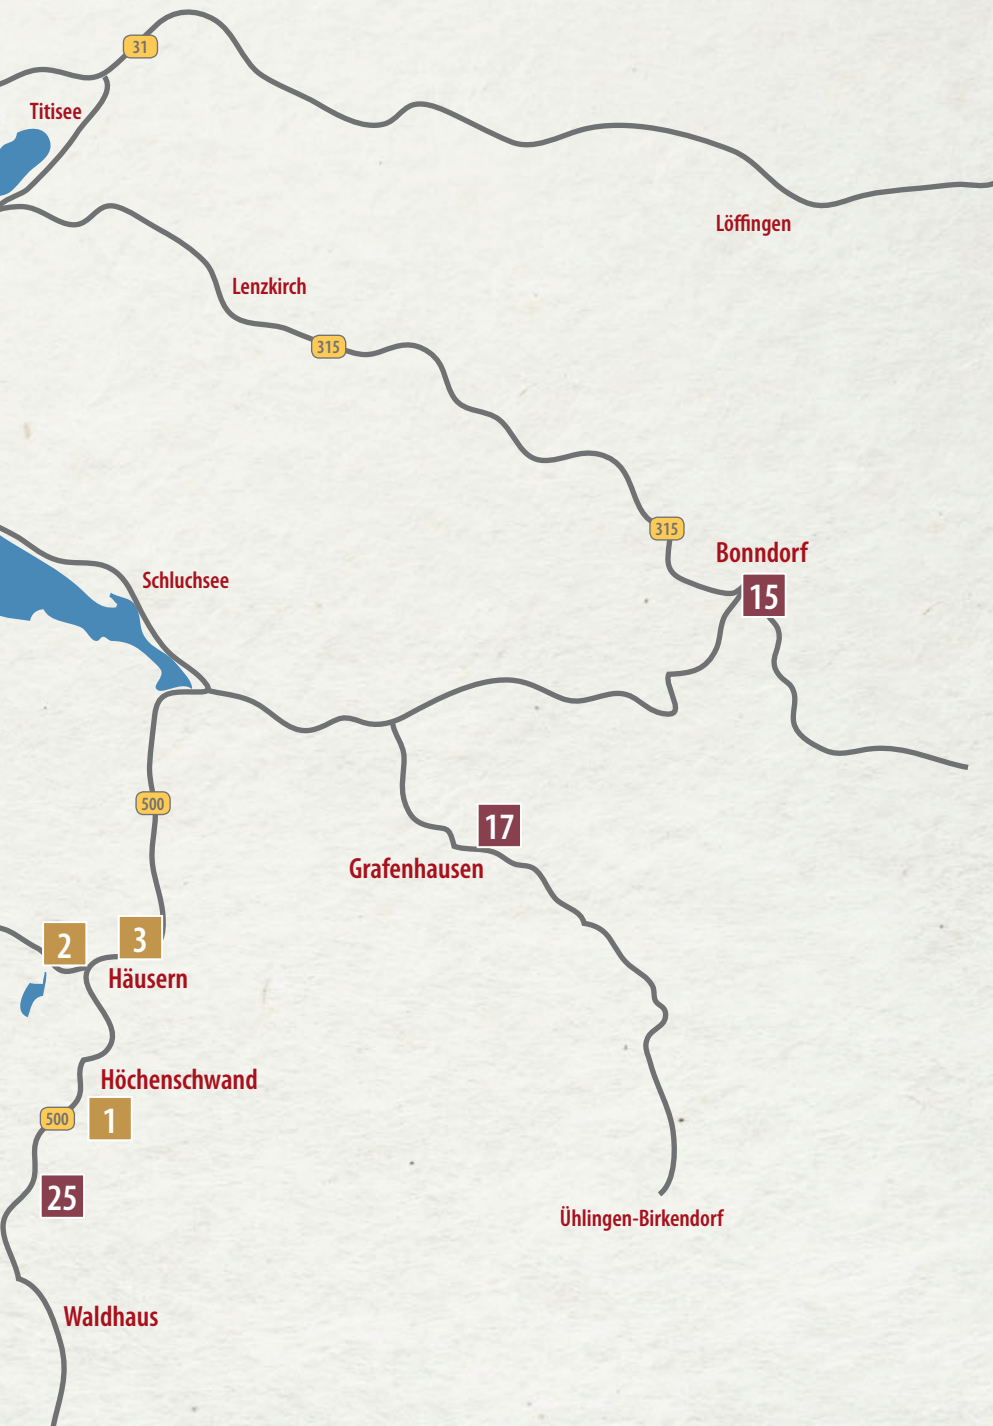 31
Titisee
Löffingen
Lenzkirch
315
315
Bonndorf
15
Schluchsee
500
17
Grafenhausen
2
3
Häusern
Höchenschwand
500
1
25
Ühlingen-Birkendorf
Waldhaus